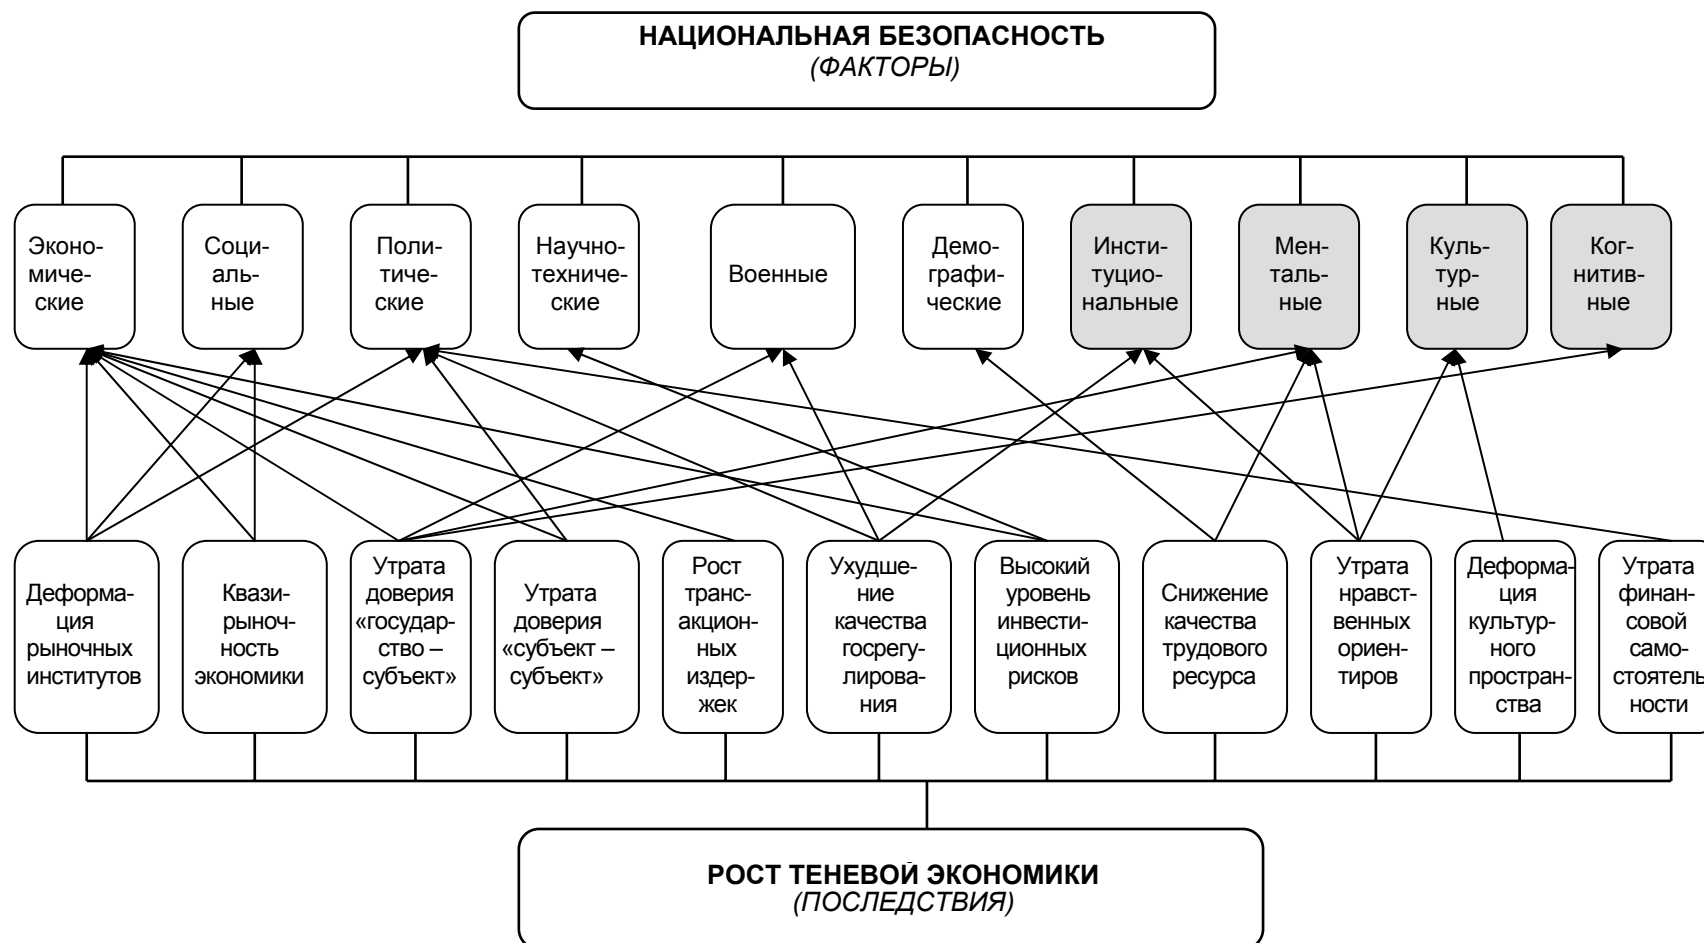 НАЦИОНАЛЬНАЯ БЕЗОПАСНОСТЬ
(ФАКТОРЫ)
Эконо-
миче-
ские
Соци-
аль-
ные
Поли-
тиче-
ские
Научно-
техниче-
ские
Военные
Демо-
графи-
ческие
Инсти-
туцио-
нальные
Мен-
таль-
ные
Куль-
тур-
ные
Ког-
нитив-
ные
Деформа-
ция
рыночных
институтов
Квази-
рыноч-
ность
экономики
Утрата
доверия
«государ-
ство –
субъект»
Утрата
доверия
«субъект –
субъект»
Рост
транс-
акцион-
ных
издер-
жек
Ухудше-
ние
качества
госрегу-
лирова-
ния
Высокий
уровень
инвести-
ционных
рисков
Снижение
качества
трудового
ресурса
Утрата
нравст-
венных
ориен-
тиров
Деформа-
ция
культур-
ного
простран-
ства
Утрата
финан-
совой
само-
стоятель
ности
РОСТ ТЕНЕВОЙ ЭКОНОМИКИ
(ПОСЛЕДСТВИЯ)